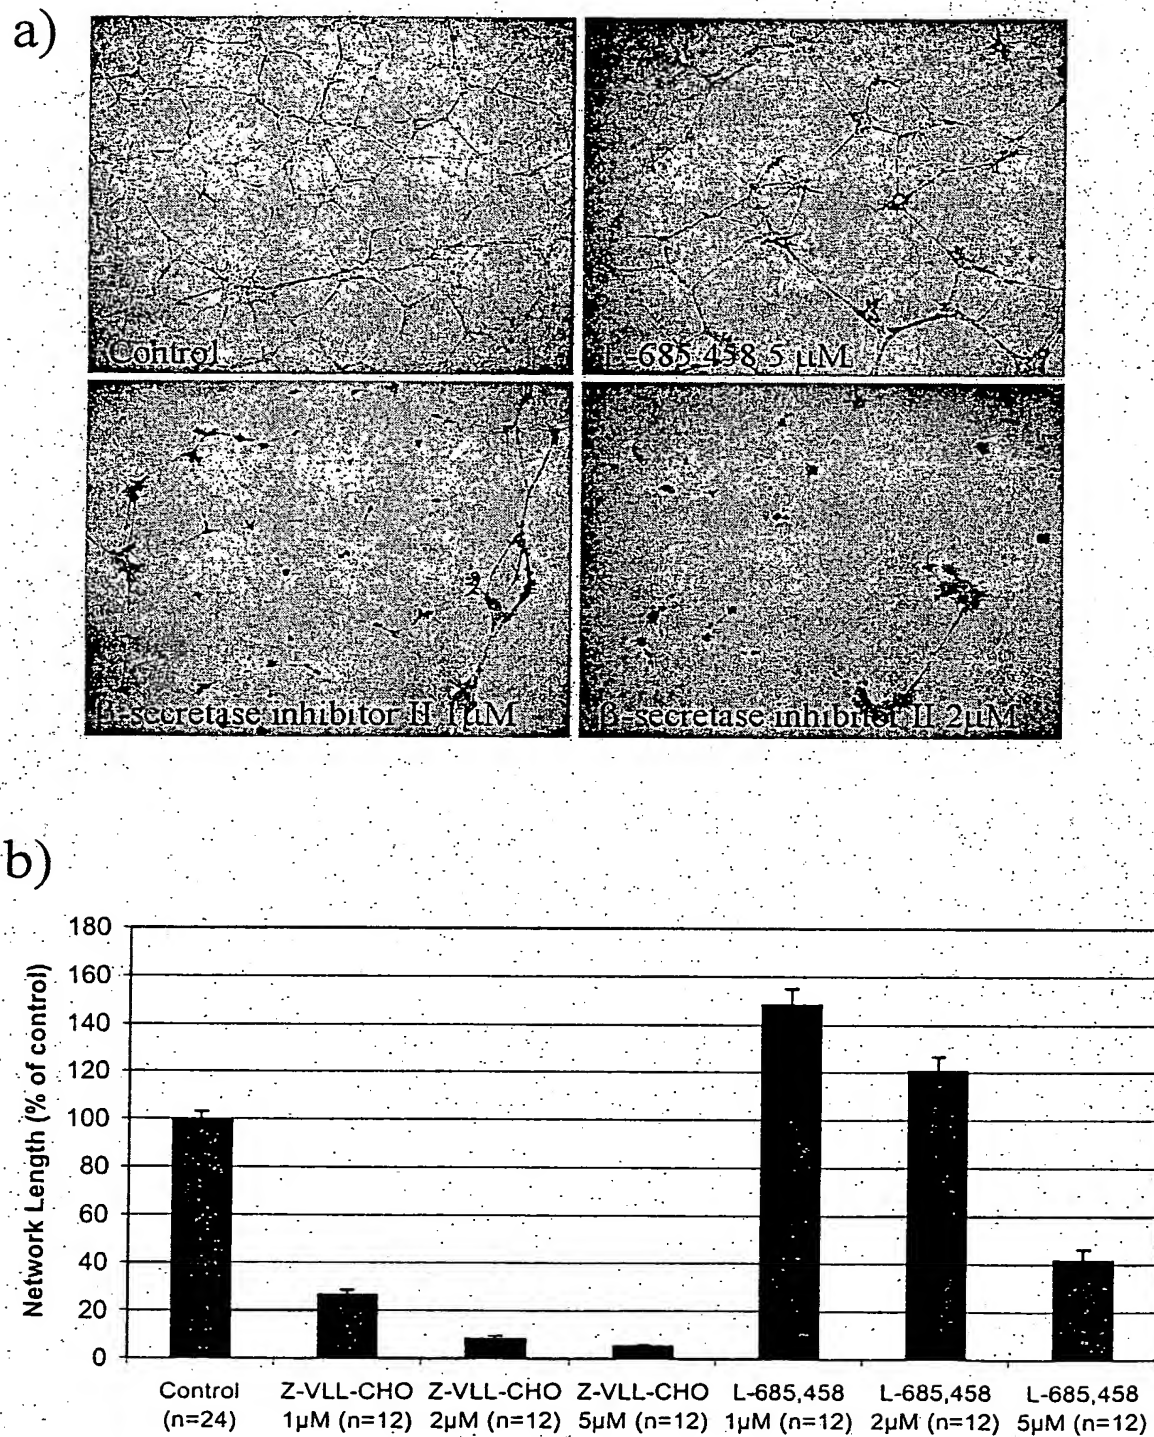 a)
Control
L-685,458 5 µM
β-secretase inhibitor II 1µM
β-secretase inhibitor II 2µM
b)
Network Length (% of control)
180
160
140
120
100
80
60
40
20
0
Control Z-VLL-CHO Z-VLL-CHO Z-VLL-CHO L-685,458 L-685,458 L-685,458
(n=24) 1µM (n=12) 2µM (n=12) 5µM (n=12) 1µM (n=12) 2µM (n=12) 5µM (n=12)